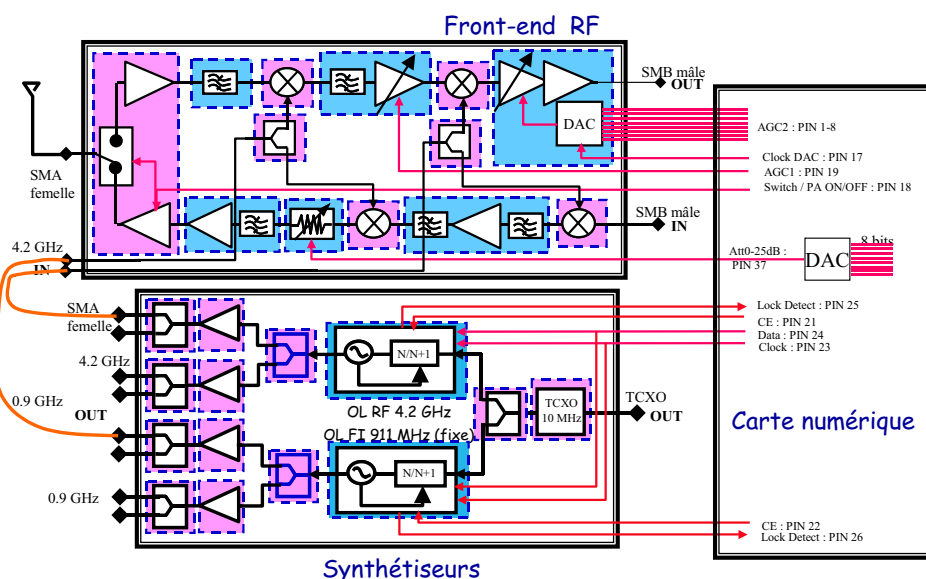 Front-end RF
SMB mâle
OUT
DAC
AGC2 : PIN 1-8
Clock DAC : PIN 17
AGC1 : PIN 19
Switch / PA ON/OFF : PIN 18
SMA
femelle
SMB mâle
IN
4.2 GHz
IN
Att0-25dB :
PIN 37
DAC
8 bits
SMA
femelle
4.2 GHz
0.9 GHz
OUT
0.9 GHz
N/N+1
OL RF 4.2 GHz
OL FI 911 MHz (fixe)
N/N+1
TCXO
10 MHz
TCXO
OUT
Lock Detect : PIN 25
CE : PIN 21
Data : PIN 24
Clock : PIN 23
Carte numérique
CE : PIN 22
Lock Detect : PIN 26
Synthétiseurs